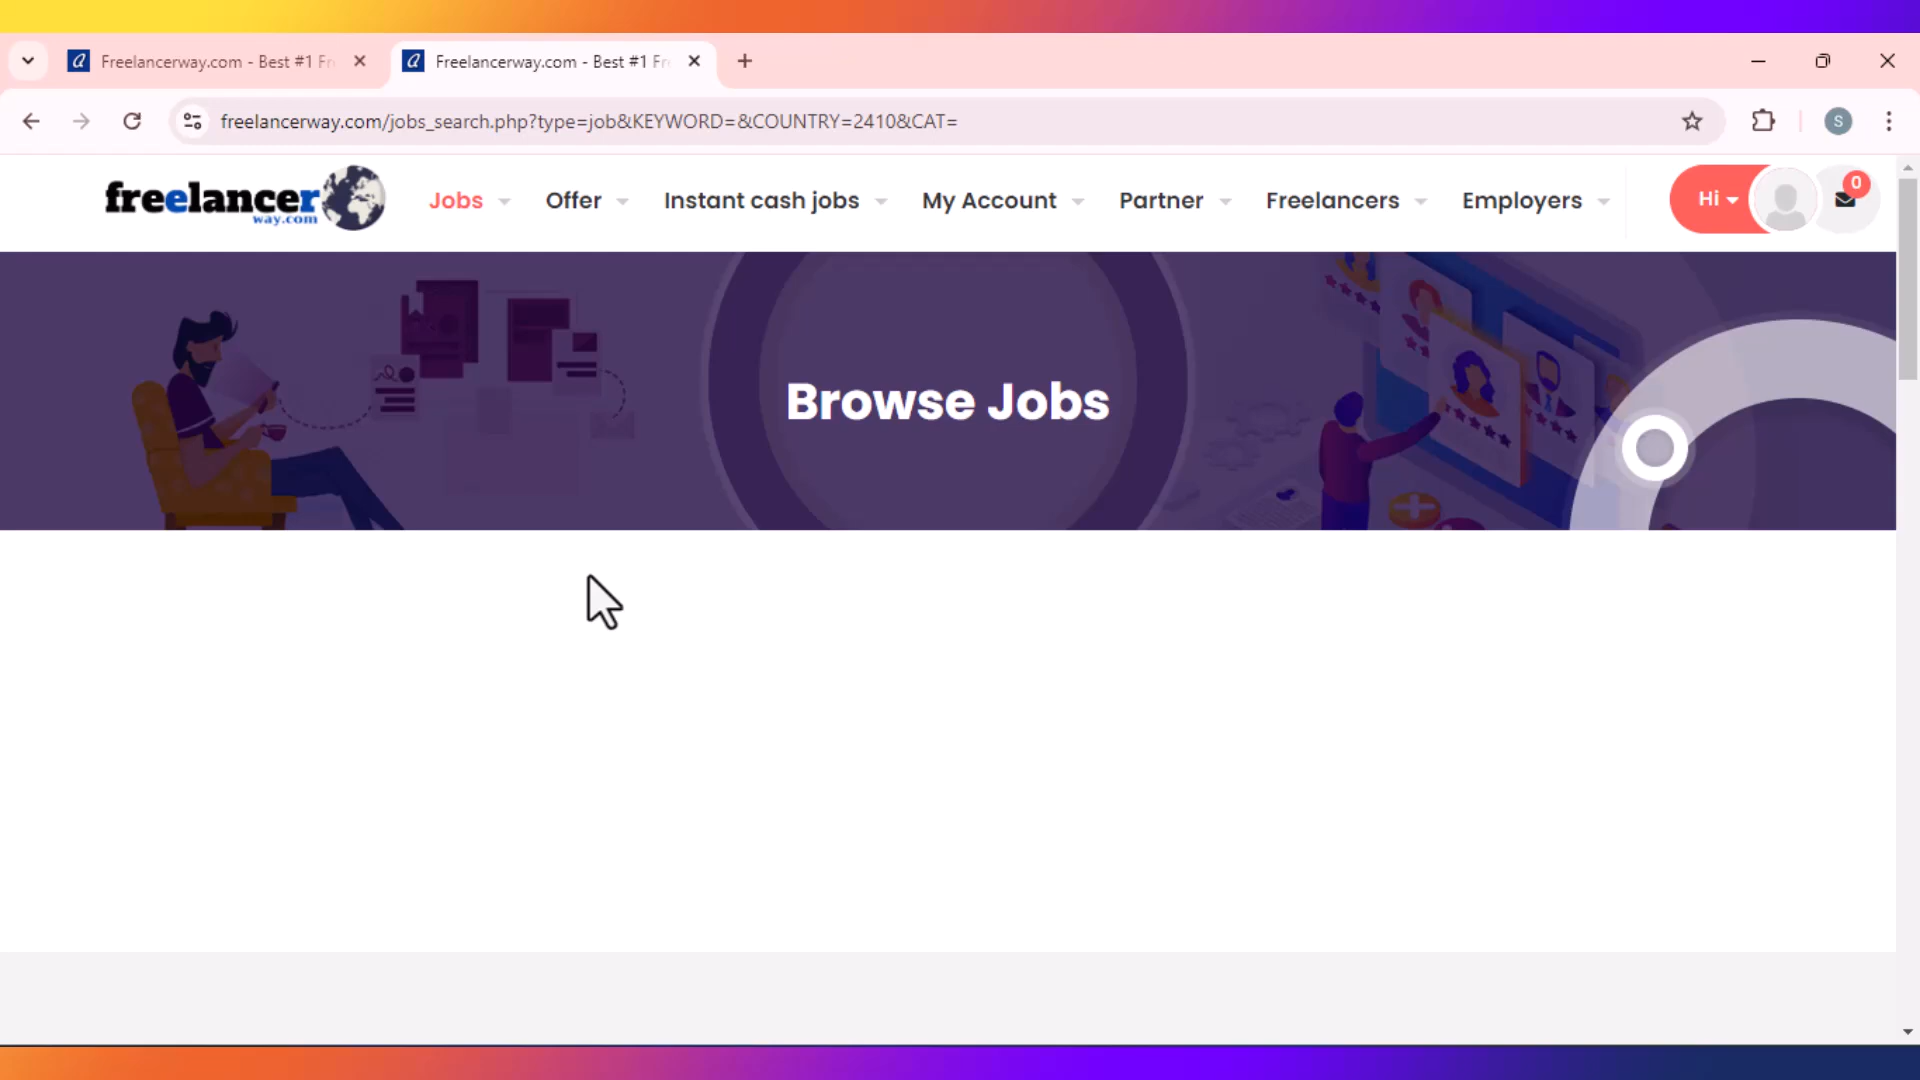 Freelancerway.com - Best #1 Fr
Freelancerway.com - Best #1 Fr
freelancerway.com/jobs_search.php?type=job&KEYWORD=&COUNTRY=2410&CAT=
S
freelancer
way.com
Jobs
Offer
Instant cash jobs
My Account
Partner
Freelancers
Employers
Hi
0
Browse Jobs